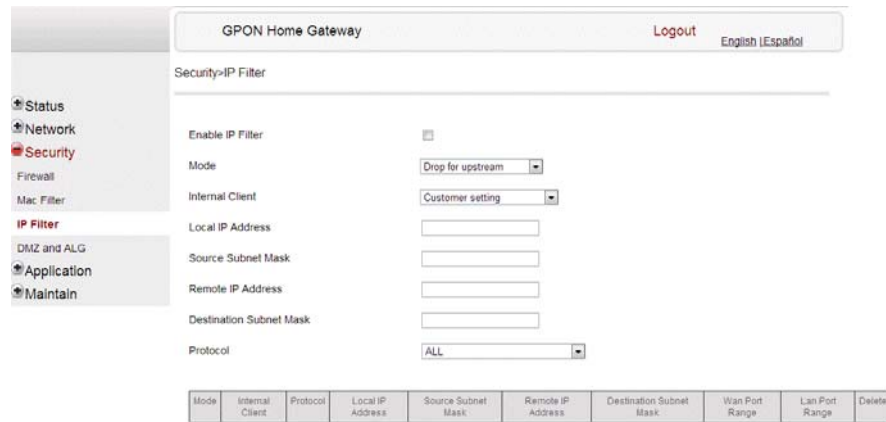 GPON Home Gateway
Logout
English |Español
Security>IP Filter
Status
Network
Security
Firewall
Mac Filter
IP Filter
DMZ and ALG
Application
Maintain
Enable IP Filter
Mode
Drop for upstream
Internal Client
Customer setting
Local IP Address
Source Subnet Mask
Remote IP Address
Destination Subnet Mask
Protocol
ALL
Mode
Internal Client
Protocol
Local IP Address
Source Subnet Mask
Remote IP Address
Destination Subnet Mask
Wan Port Range
Lan Port Range
Delete